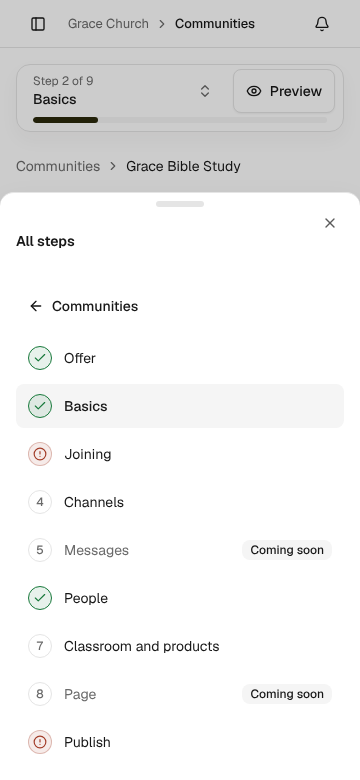 Grace Church > Communities
Step 2 of 9
Basics
Preview
Communities > Grace Bible Study
All steps
Communities
Offer
Basics
Joining
4 Channels
5 Messages Coming soon
People
7 Classroom and products
8 Page Coming soon
Publish